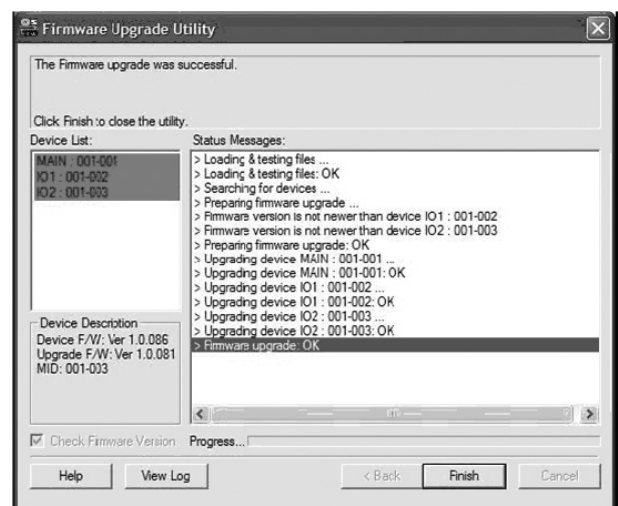 Firmware Upgrade Utility
The Firmware upgrade was successful.
Click Finish to close the utility.
Device List:
MAIN : 001-001
IO1 : 001-002
IO2 : 001-003
Status Messages:
> Loading & testing files ...
> Loading & testing files: OK
> Searching for devices ...
> Preparing firmware upgrade ...
> Firmware version is not newer than device IO1 : 001-002
> Firmware version is not newer than device IO2 : 001-003
> Preparing firmware upgrade: OK
> Upgrading device MAIN : 001-001 ...
> Upgrading device MAIN : 001-001: OK
> Upgrading device IO1 : 001-002 ...
> Upgrading device IO1 : 001-002: OK
> Upgrading device IO2 : 001-003 ...
> Upgrading device IO2 : 001-003: OK
> Firmware upgrade: OK
Device Description
Device F/W: Ver 1.0.086
Upgrade F/W: Ver 1.0.081
MID: 001-003
Check Firmware Version
Progress...
Help
View Log
< Back
Finish
Cancel